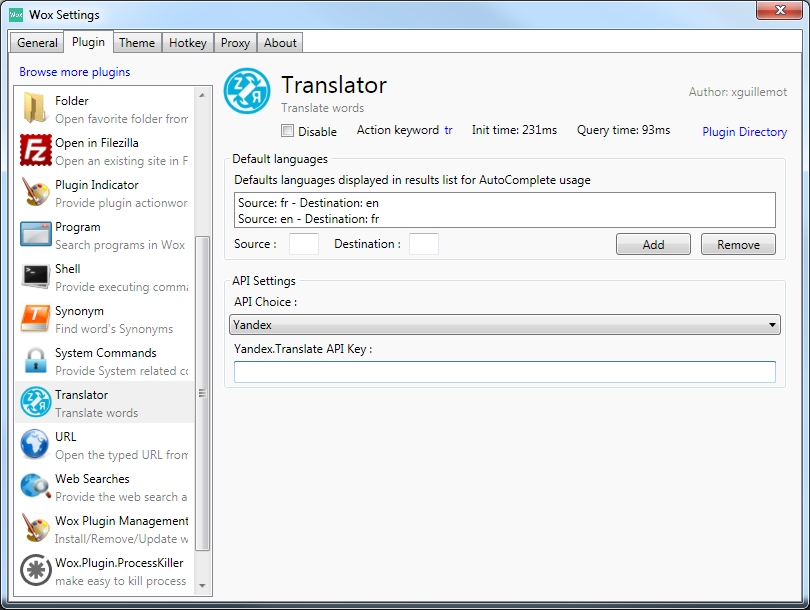 Wox Wox Settings
General Plugin Theme Hotkey Proxy About
Browse more plugins
Folder
Open favorite folder from
Open in Filezilla
Open an existing site in F
Plugin Indicator
Provide plugin actionwor
Program
Search programs in Wox
Shell
Provide executing comma
Synonym
Find word's Synonyms
System Commands
Provide System related co
Translator
Translate words
URL
Open the typed URL from
Web Searches
Provide the web search a
Wox Plugin Management
Install/Remove/Update w
Wox.Plugin.ProcessKiller
make easy to kill process
Translator
Author: xguillemot
Translate words
Disable Action keyword tr Init time: 231ms Query time: 93ms Plugin Directory
Default languages
Defaults languages displayed in results list for AutoComplete usage
Source: fr - Destination: en
Source: en - Destination: fr
Source : Destination : Add Remove
API Settings
API Choice :
Yandex
Yandex.Translate API Key :